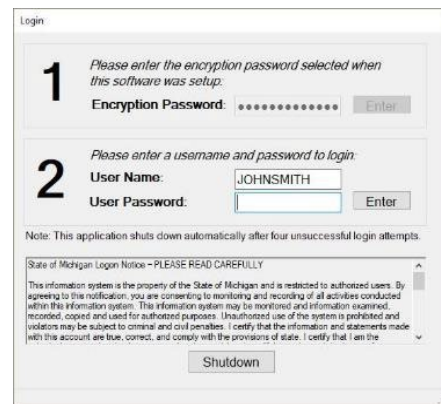 Login
1
Please enter the encryption password selected when
this software was setup:
Encryption Password:
Enter
2
Please enter a username and password to login:
User Name: JOHNSMITH
User Password: Enter
Note: This application shuts down automatically after four unsuccessful login attempts.
State of Michigan Logon Notice – PLEASE READ CAREFULLY
This information system is the property of the State of Michigan and is restricted to authorized users. By
agreeing to this notification, you are consenting to monitoring and recording of all activities conducted
within this information system. This information system may be monitored and information examined,
recorded, copied and used for authorized purposes. Unauthorized use of the system is prohibited and
violators may be subject to criminal and civil penalties. I certify that the information and statements made
with this account are true, correct, and comply with the provisions of state. I certify that I am the
Shutdown